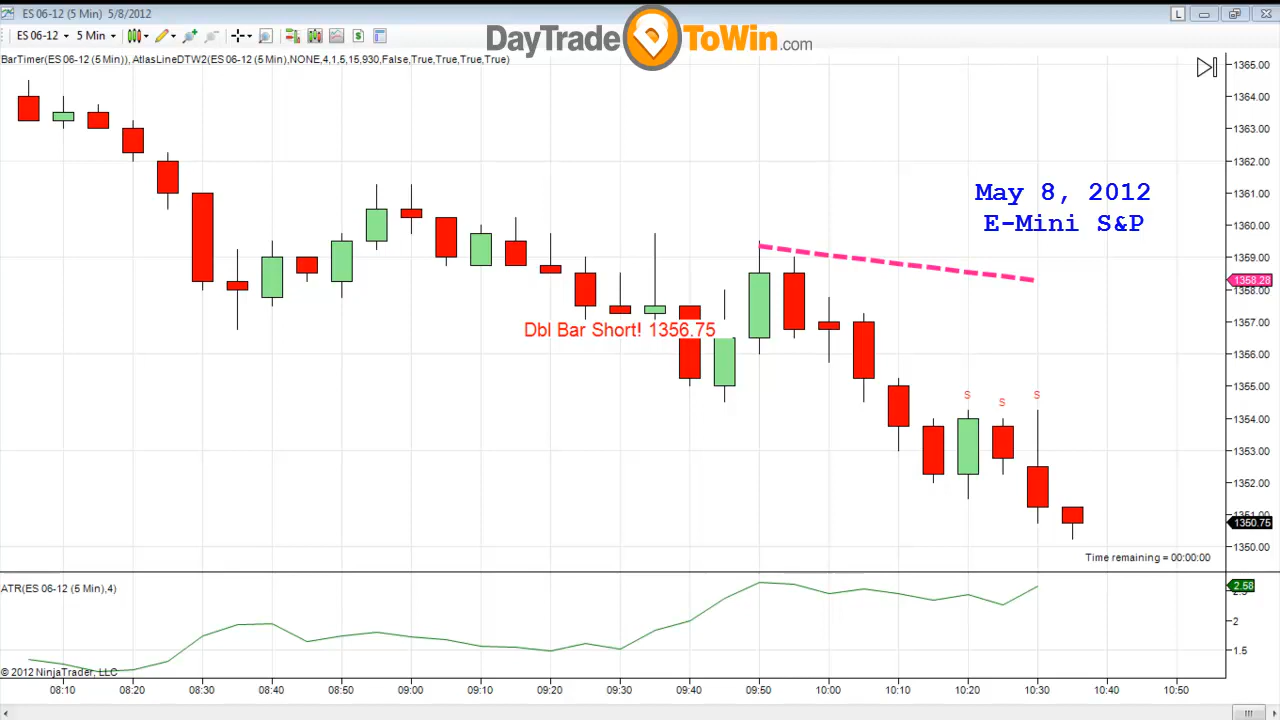 ES 06-12 (5 Min) 5/8/2012
L
ES 06-12 5 Min
$
DayTradeToWin.com
BarTimer(ES 06-12 (5 Min)), AtlasLineDTW2(ES 06-12 (5 Min),NONE,4,1,5,15,930,False,True,True,True,True)
1365.00
1364.00
1363.00
1362.00
1361.00
May 8, 2012
E-Mini S&P
1360.00
1359.00
1358.28
1358.00
1357.00
Dbl Bar Short! 1356.75
1356.00
1355.00
S S S
1354.00
1353.00
1352.00
1351.00
1350.75
1350.00
Time remaining = 00:00:00
ATR(ES 06-12 (5 Min),4)
2.58
2.5
2
1.5
© 2012 NinjaTrader, LLC
08:10 08:20 08:30 08:40 08:50 09:00 09:10 09:20 09:30 09:40 09:50 10:00 10:10 10:20 10:30 10:40 10:50